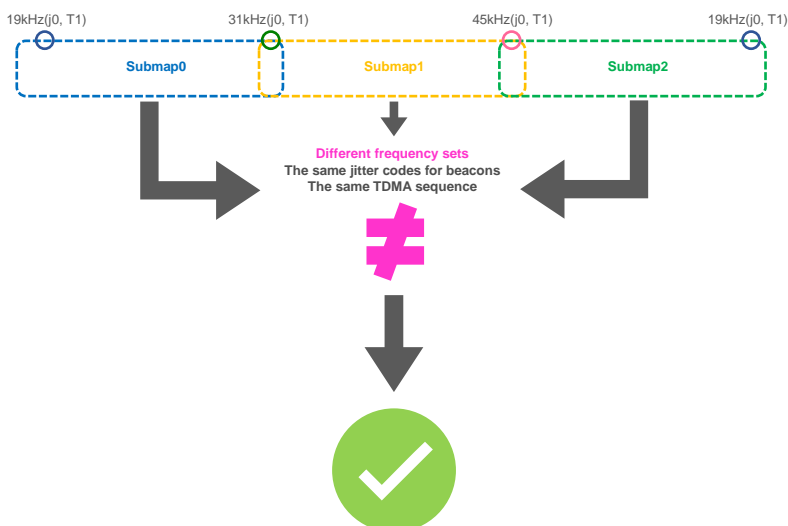 19kHz(j0, T1)
31kHz(j0, T1)
45kHz(j0, T1)
19kHz(j0, T1)
Submap0
Submap1
Submap2
Different frequency sets
The same jitter codes for beacons
The same TDMA sequence
≠